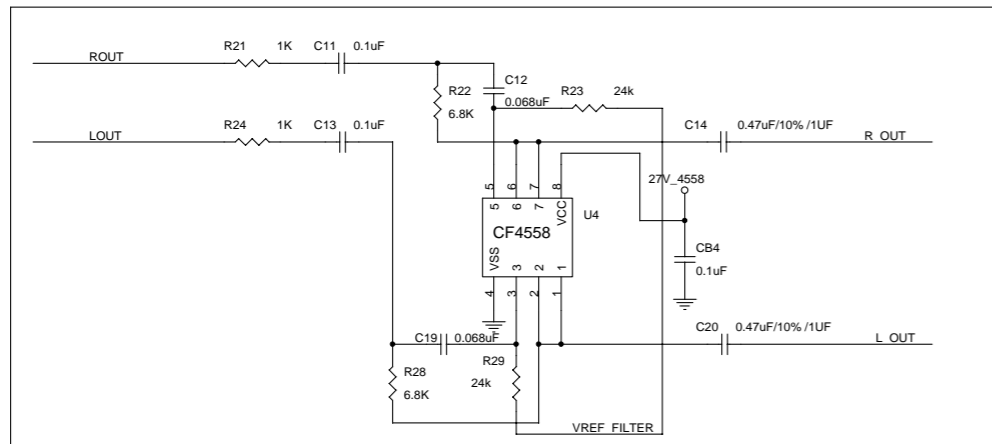 ROUT R21 1K C11 0.1uF
C12 0.068uF
R22 6.8K
R23 24k
LOUT R24 1K C13 0.1uF
C14 0.47uF/10% /1UF R_OUT
5 6 7 8
27V_4558
5 6 7 VCC
U4
CF4558
CB4
0.1uF
VSS 3 2 1
4 3 2 1
C19 0.068uF
C20 0.47uF/10% /1UF L_OUT
R28
6.8K
R29
24k
VREF_FILTER